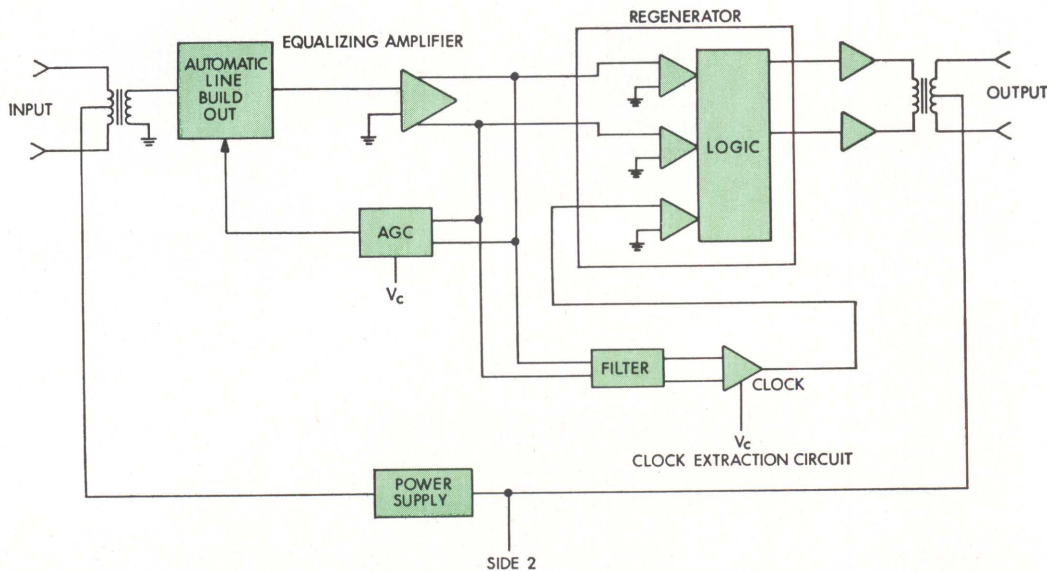 REGENERATOR
EQUALIZING AMPLIFIER
AUTOMATIC
LINE
BUILD
OUT
INPUT
OUTPUT
LOGIC
AGC
Vc
FILTER
CLOCK
Vc
CLOCK EXTRACTION CIRCUIT
POWER
SUPPLY
SIDE 2